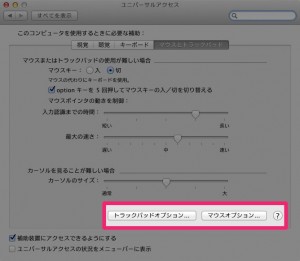 ユニバーサルアクセス
すべてを表示
このコンピュータを使用するときに必要な補助：
視覚 聴覚 キーボード マウスとトラックパッド
マウスまたはトラックパッドの使用が難しい場合
マウスキー： 入 切
マウスの代わりにキーボードを使用。
option キーを 5 回押してマウスキーの入／切を切り替える
マウスポインタの動きを制御：
入力認識までの時間：
短い 長い
最大の速さ：
遅い 中 速い
カーソルを見ることが難しい場合
カーソルのサイズ：
通常 大
トラックパッドオプション... マウスオプション... ?
補助装置にアクセスできるようにする
ユニバーサルアクセスの状況をメニューバーに表示